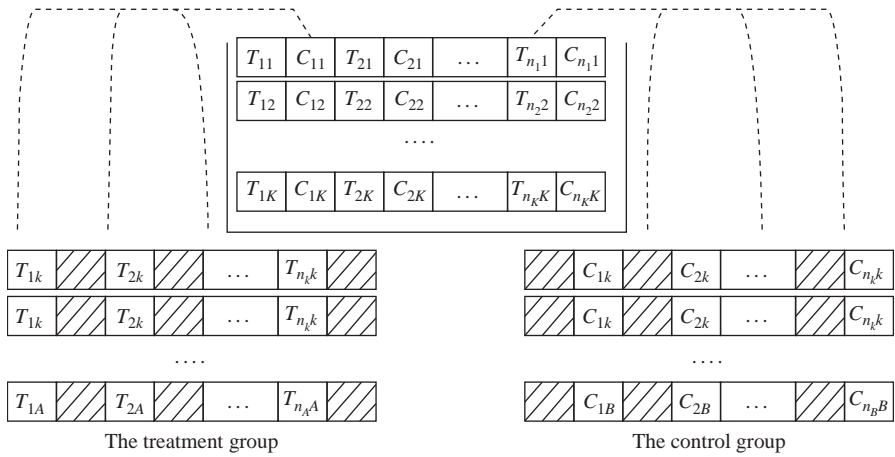 T₁₁ C₁₁ T₂₁ C₂₁ ... Tₙ₁1 Cₙ₁1
T₁₂ C₁₂ T₂₂ C₂₂ ... Tₙ₂2 Cₙ₂2
....
T₁K C₁K T₂K C₂K ... TₙKK CₙKK
T₁k T₂k ... Tₙₖk C₁k C₂k ... Cₙₖk
T₁k T₂k ... Tₙₖk C₁k C₂k ... Cₙₖk
.... ....
T₁A T₂A ... TₙAA C₁B C₂B ... CₙBB
The treatment group The control group